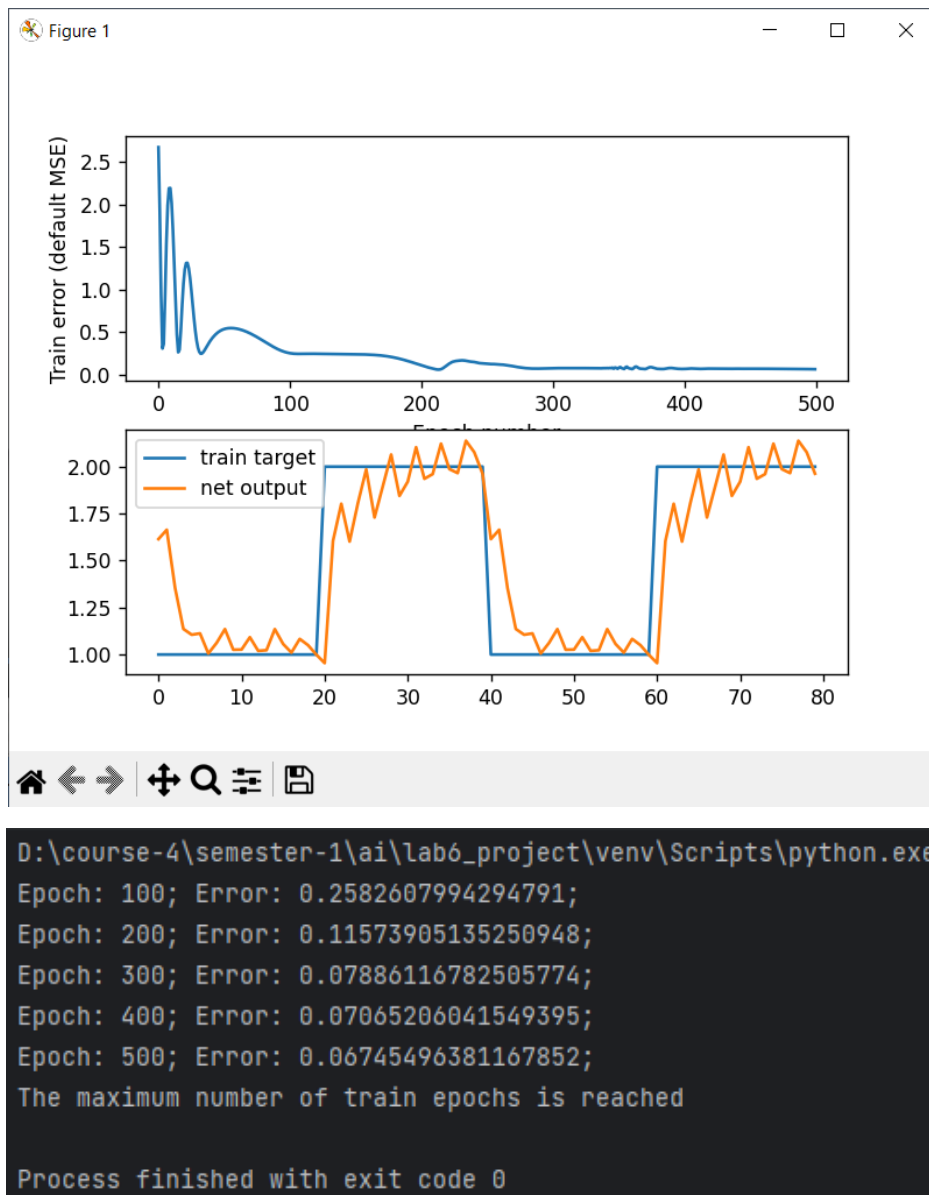 Figure 1
Train error (default MSE)
2.5
2.0
1.5
1.0
0.5
0.0
0 100 200 300 400 500
Epoch number
train target
net output
2.00
1.75
1.50
1.25
1.00
0 10 20 30 40 50 60 70 80
D:\course-4\semester-1\ai\lab6_project\venv\Scripts\python.exe
Epoch: 100; Error: 0.2582607994294791;
Epoch: 200; Error: 0.11573905135250948;
Epoch: 300; Error: 0.07886116782505774;
Epoch: 400; Error: 0.07065206041549395;
Epoch: 500; Error: 0.06745496381167852;
The maximum number of train epochs is reached
Process finished with exit code 0